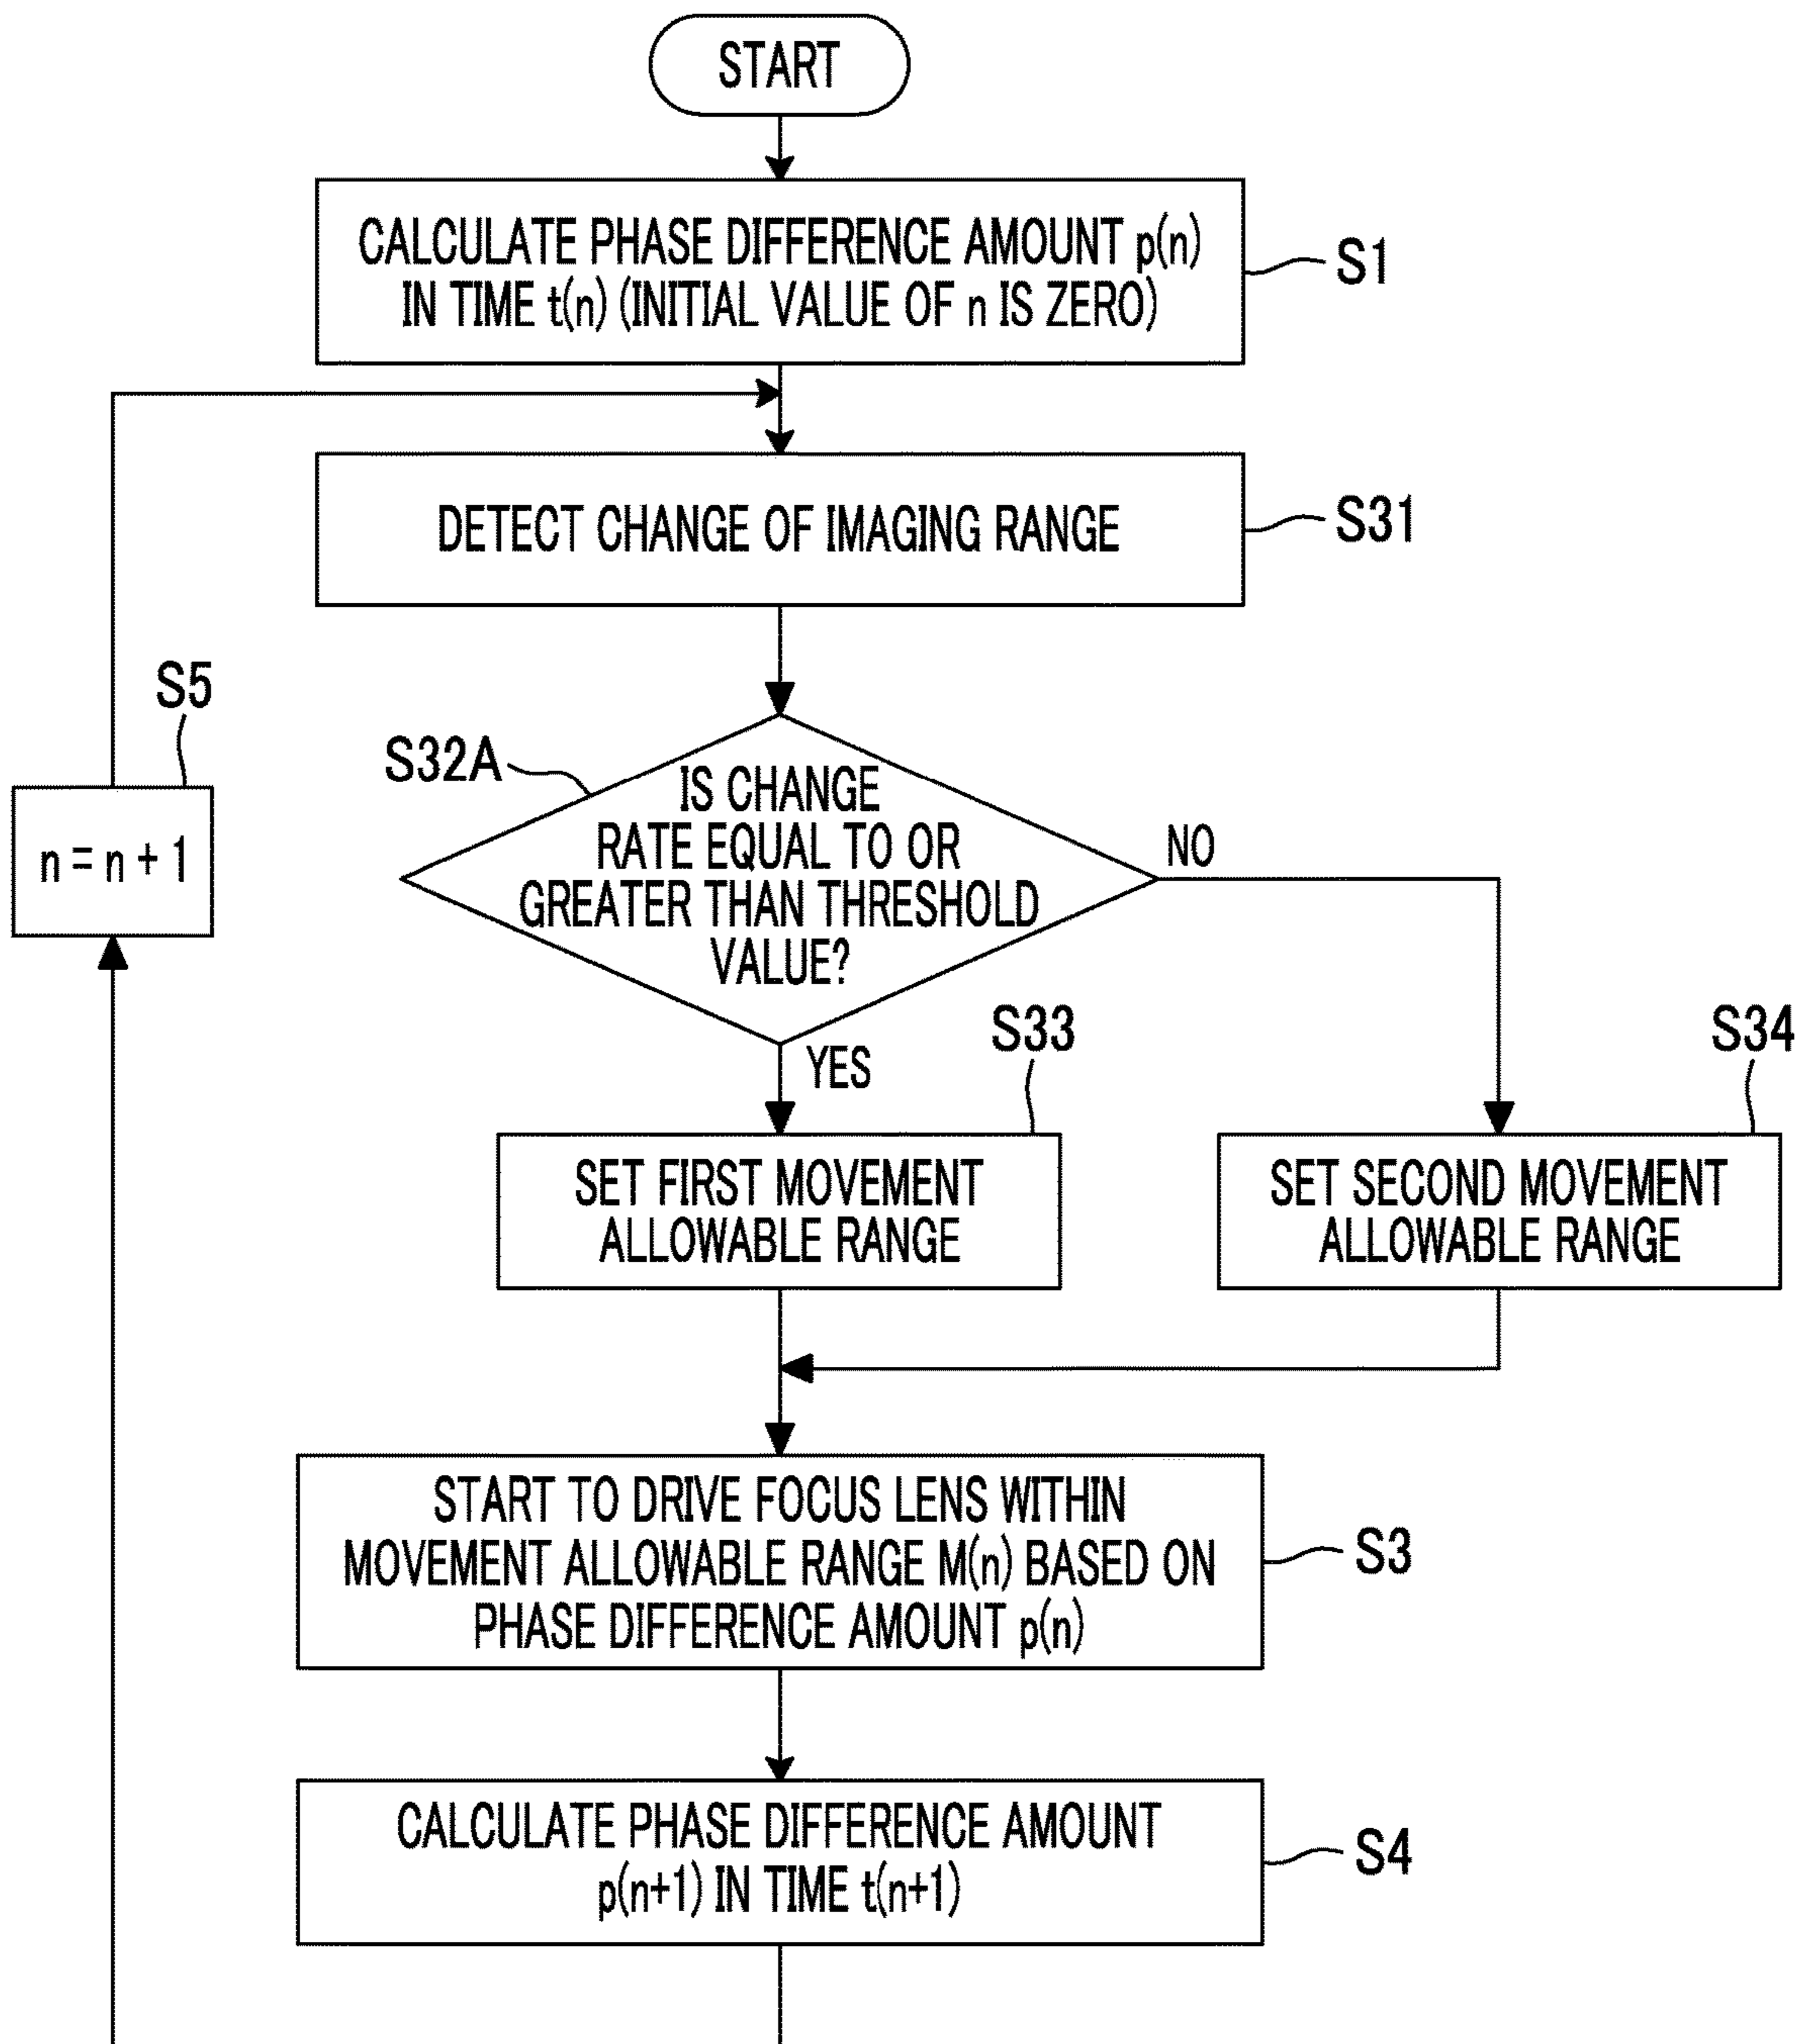 START
CALCULATE PHASE DIFFERENCE AMOUNT p(n)
IN TIME t(n) (INITIAL VALUE OF n IS ZERO)
S1
DETECT CHANGE OF IMAGING RANGE
S31
S5
n = n + 1
S32A
IS CHANGE
RATE EQUAL TO OR
GREATER THAN THRESHOLD
VALUE?
NO
YES
S33
SET FIRST MOVEMENT
ALLOWABLE RANGE
S34
SET SECOND MOVEMENT
ALLOWABLE RANGE
START TO DRIVE FOCUS LENS WITHIN
MOVEMENT ALLOWABLE RANGE M(n) BASED ON
PHASE DIFFERENCE AMOUNT p(n)
S3
CALCULATE PHASE DIFFERENCE AMOUNT
p(n+1) IN TIME t(n+1)
S4